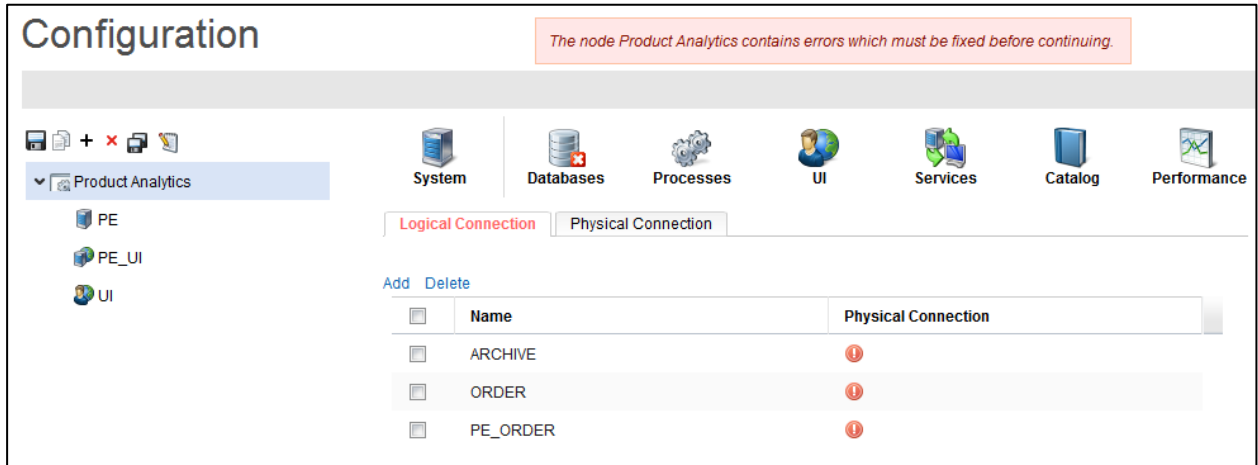 Configuration
The node Product Analytics contains errors which must be fixed before continuing.
Product Analytics
PE
PE_UI
UI
System Databases Processes UI Services Catalog Performance
Logical Connection Physical Connection
Add Delete
Name Physical Connection
ARCHIVE
ORDER
PE_ORDER